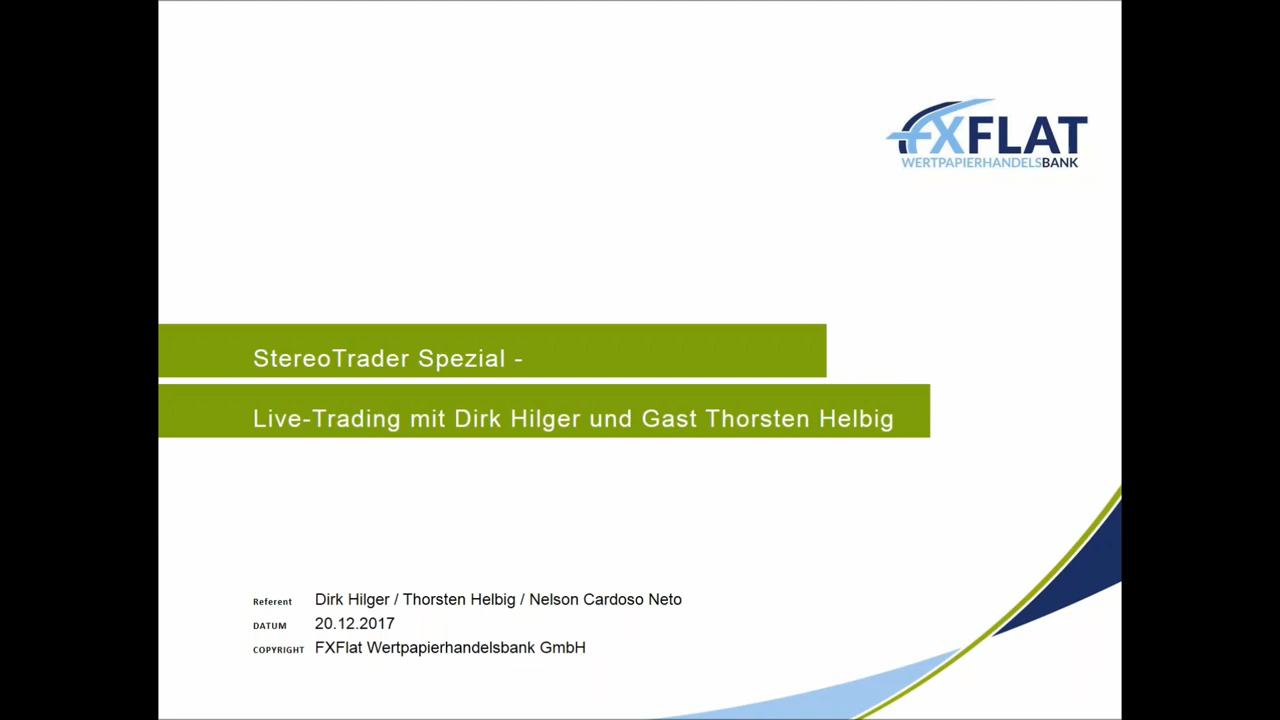 FXFLAT
WERTPAPIERHANDELSBANK
StereoTrader Spezial -
Live-Trading mit Dirk Hilger und Gast Thorsten Helbig
Referent Dirk Hilger / Thorsten Helbig / Nelson Cardoso Neto
DATUM 20.12.2017
COPYRIGHT FXFlat Wertpapierhandelsbank GmbH